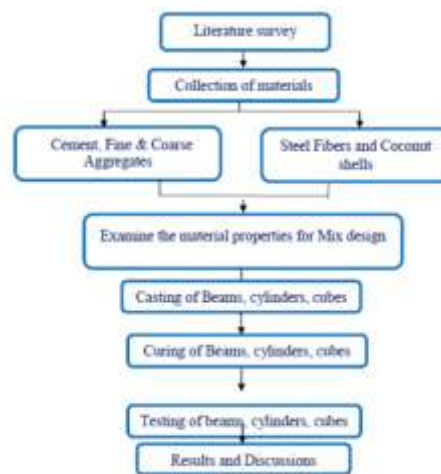 Literature survey
Collection of materials
Cement, Fine & Coarse
Aggregates
Steel Fibers and Coconut
shells
Examine the material properties for Mix design
Casting of Beams, cylinders, cubes
Curing of Beams, cylinders, cubes
Testing of beams, cylinders, cubes
Results and Discussions